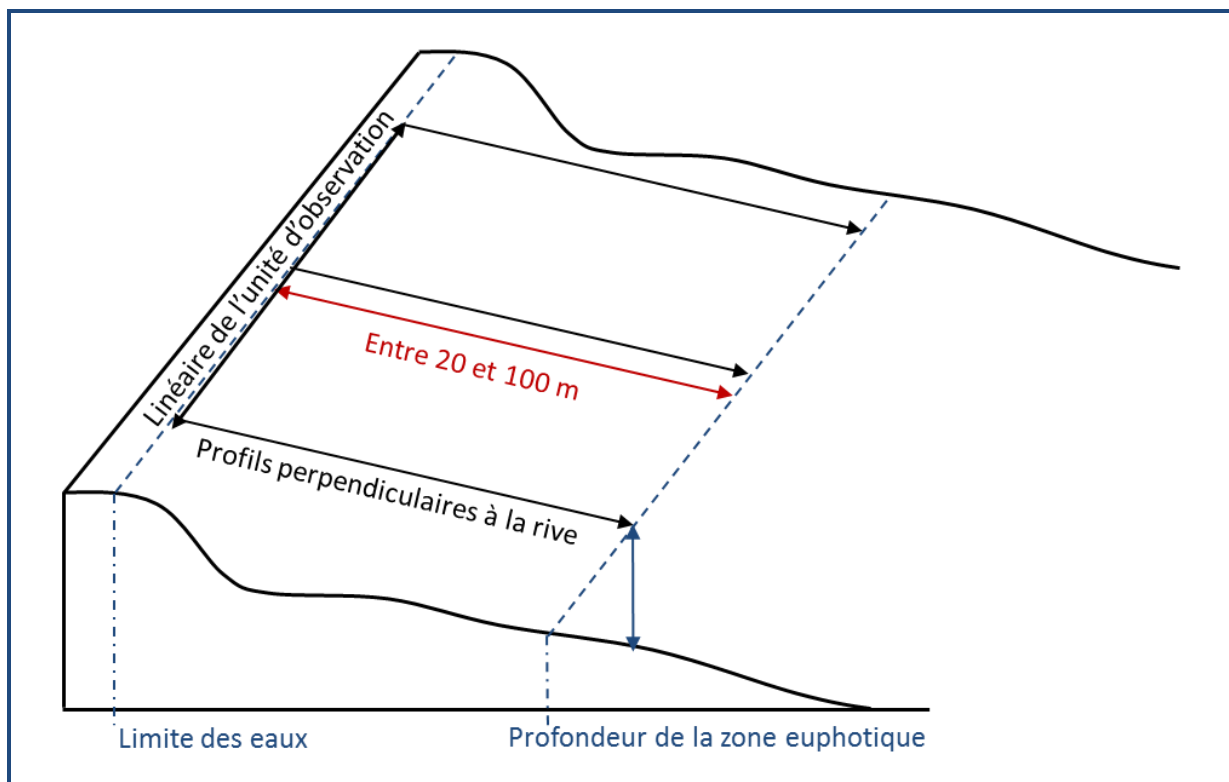 Linéaire de l'unité d'observation
Entre 20 et 100 m
Profils perpendiculaires à la rive
Limite des eaux
Profondeur de la zone euphotique